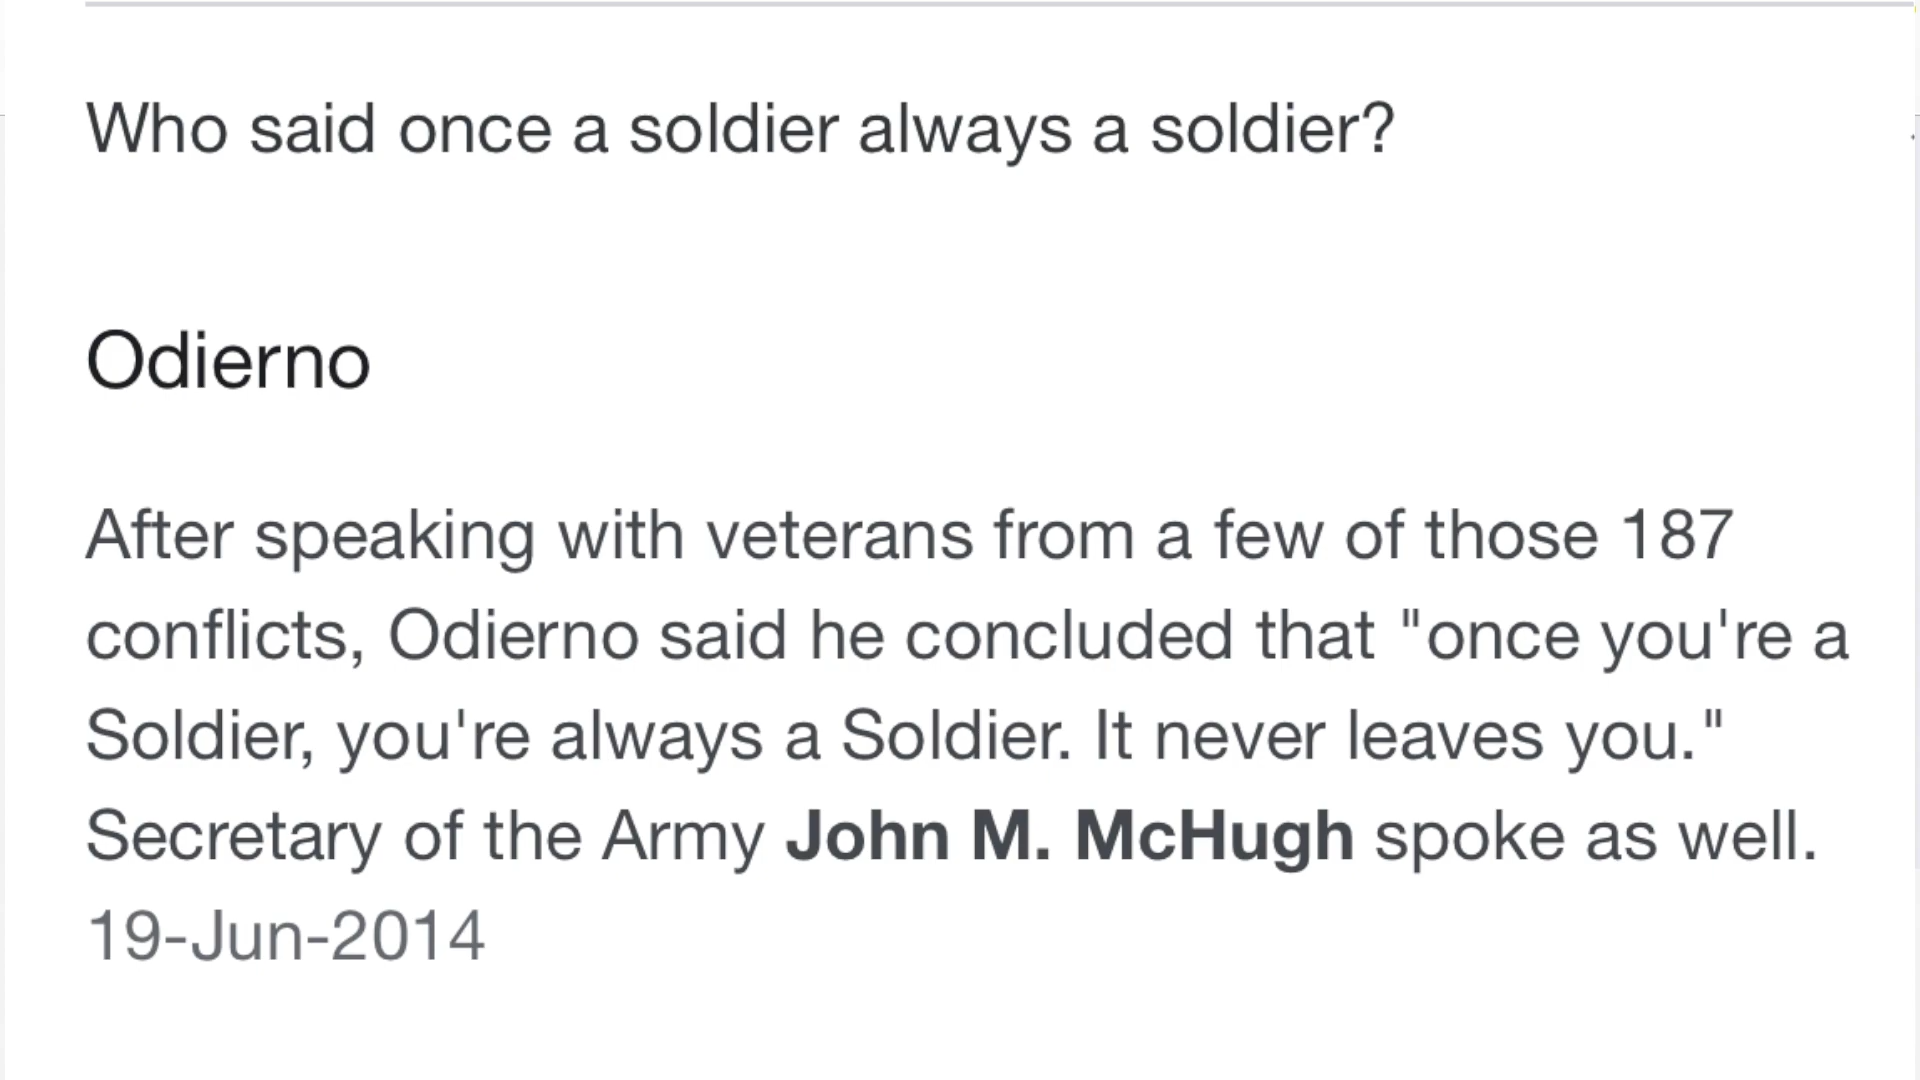 Who said once a soldier always a soldier?
Odierno
After speaking with veterans from a few of those 187
conflicts, Odierno said he concluded that "once you're a
Soldier, you're always a Soldier. It never leaves you."
Secretary of the Army John M. McHugh spoke as well.
19-Jun-2014